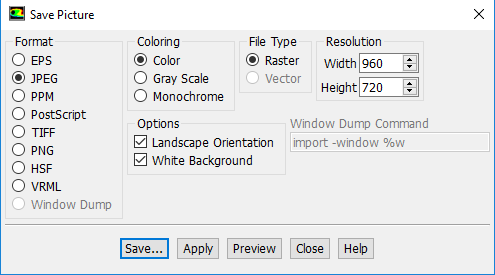 Save Picture
Format
EPS
JPEG
PPM
PostScript
TIFF
PNG
HSF
VRML
Window Dump
Coloring
Color
Gray Scale
Monochrome
File Type
Raster
Vector
Resolution
Width 960
Height 720
Options
Landscape Orientation
White Background
Window Dump Command
import -window %w
Save... Apply Preview Close Help